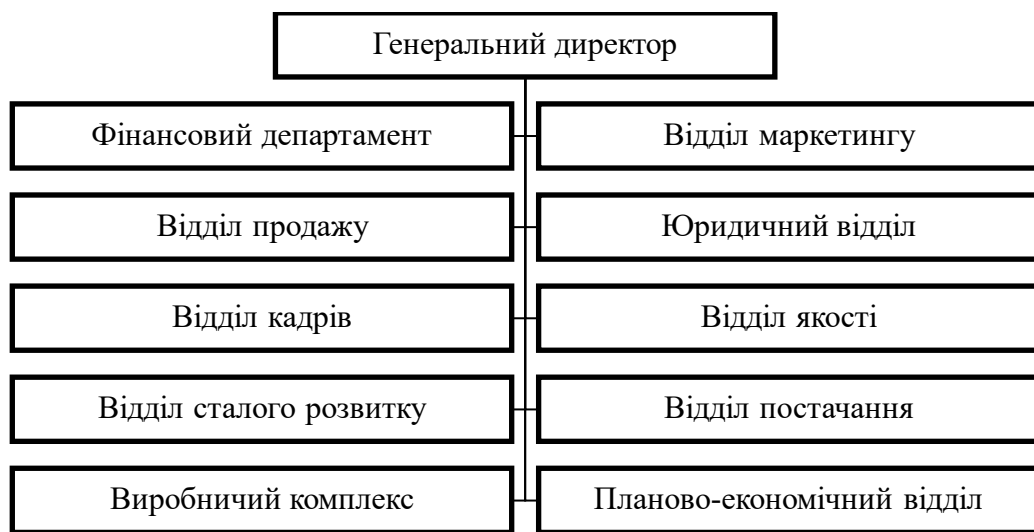 Генеральний директор
Фінансовий департамент
Відділ маркетингу
Відділ продажу
Юридичний відділ
Відділ кадрів
Відділ якості
Відділ сталого розвитку
Відділ постачання
Виробничий комплекс
Планово-економічний відділ